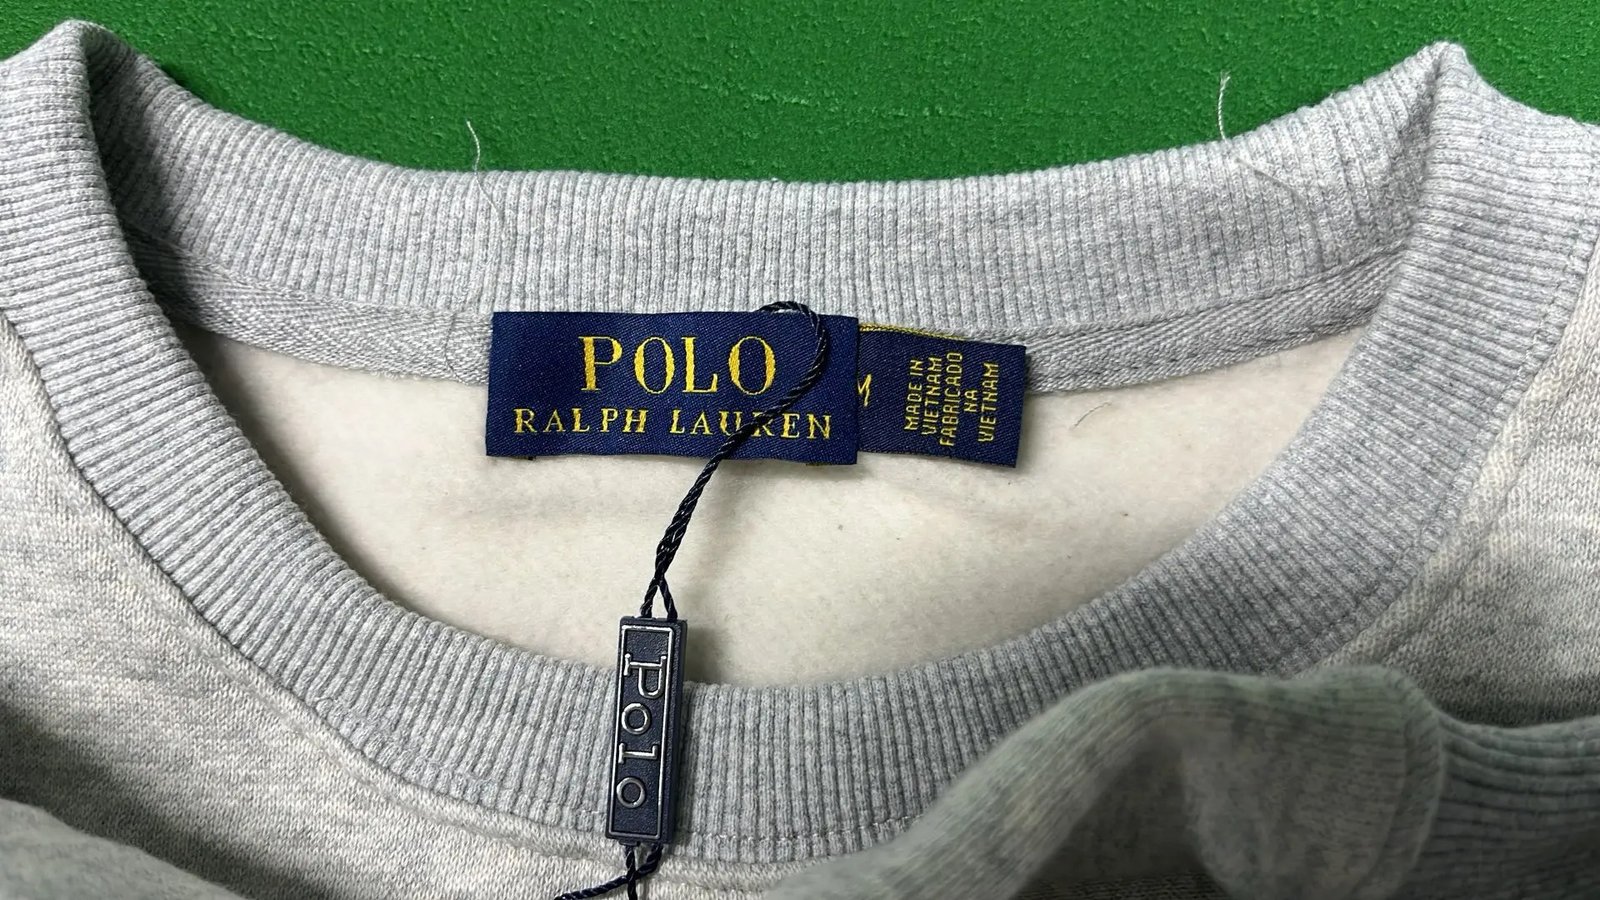 POLO
RALPH LAUREN
M
MADE IN
VIETNAM
FABRICADO
NA
VIETNAM
Polo